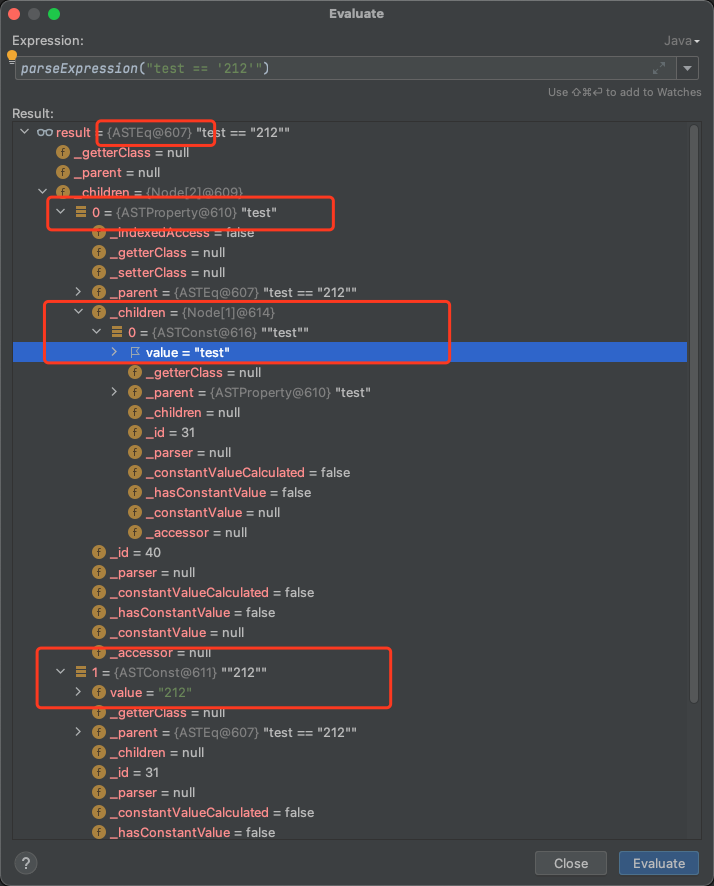 Evaluate
Expression:
Java
parseExpression("test == '212'")
Use ⇧⌘⏎ to add to Watches
Result:
result = {ASTEq@607} "test == "212""
_getterClass = null
_parent = null
_children = {Node[2]@609}
0 = {ASTProperty@610} "test"
_indexedAccess = false
_getterClass = null
_setterClass = null
_parent = {ASTEq@607} "test == "212""
_children = {Node[1]@614}
0 = {ASTConst@616} ""test""
value = "test"
_getterClass = null
_parent = {ASTProperty@610} "test"
_children = null
_id = 31
_parser = null
_constantValueCalculated = false
_hasConstantValue = false
_constantValue = null
_accessor = null
_id = 40
_parser = null
_constantValueCalculated = false
_hasConstantValue = false
_constantValue = null
_accessor = null
1 = {ASTConst@611} ""212""
value = "212"
_getterClass = null
_parent = {ASTEq@607} "test == "212""
_children = null
_id = 31
_parser = null
_constantValueCalculated = false
_hasConstantValue = false
?
Close
Evaluate